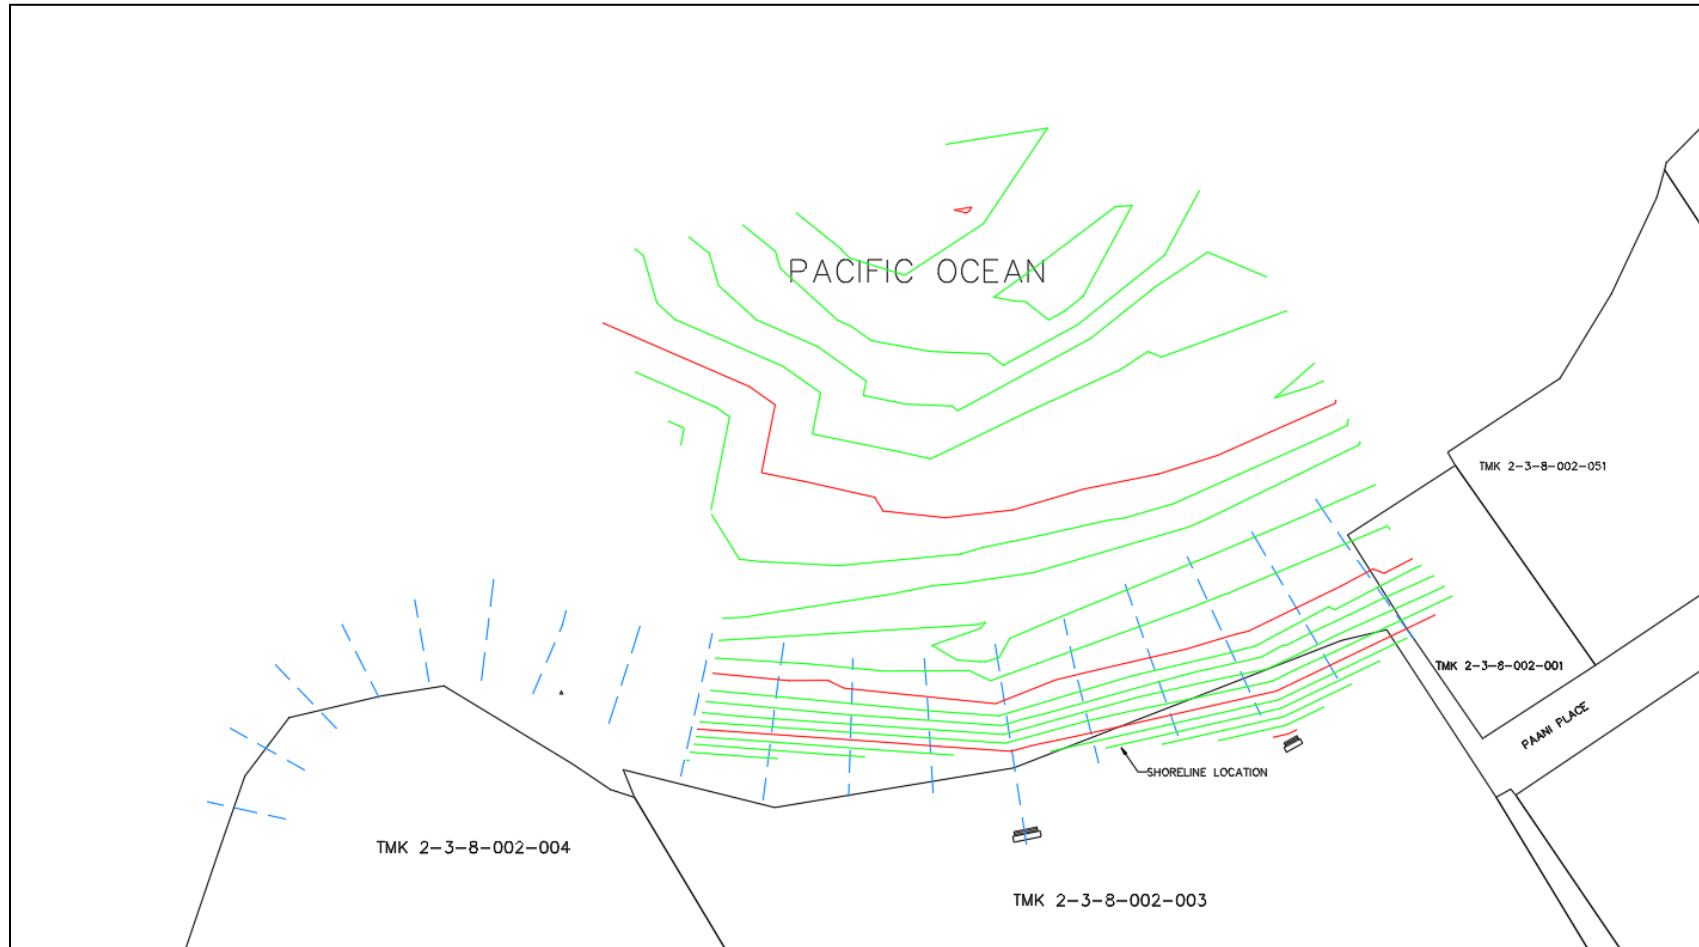 PACIFIC OCEAN
TMK 2-3-8-002-051
TMK 2-3-8-002-001
PAANI PLACE
SHORELINE LOCATION
TMK 2-3-8-002-004
TMK 2-3-8-002-003